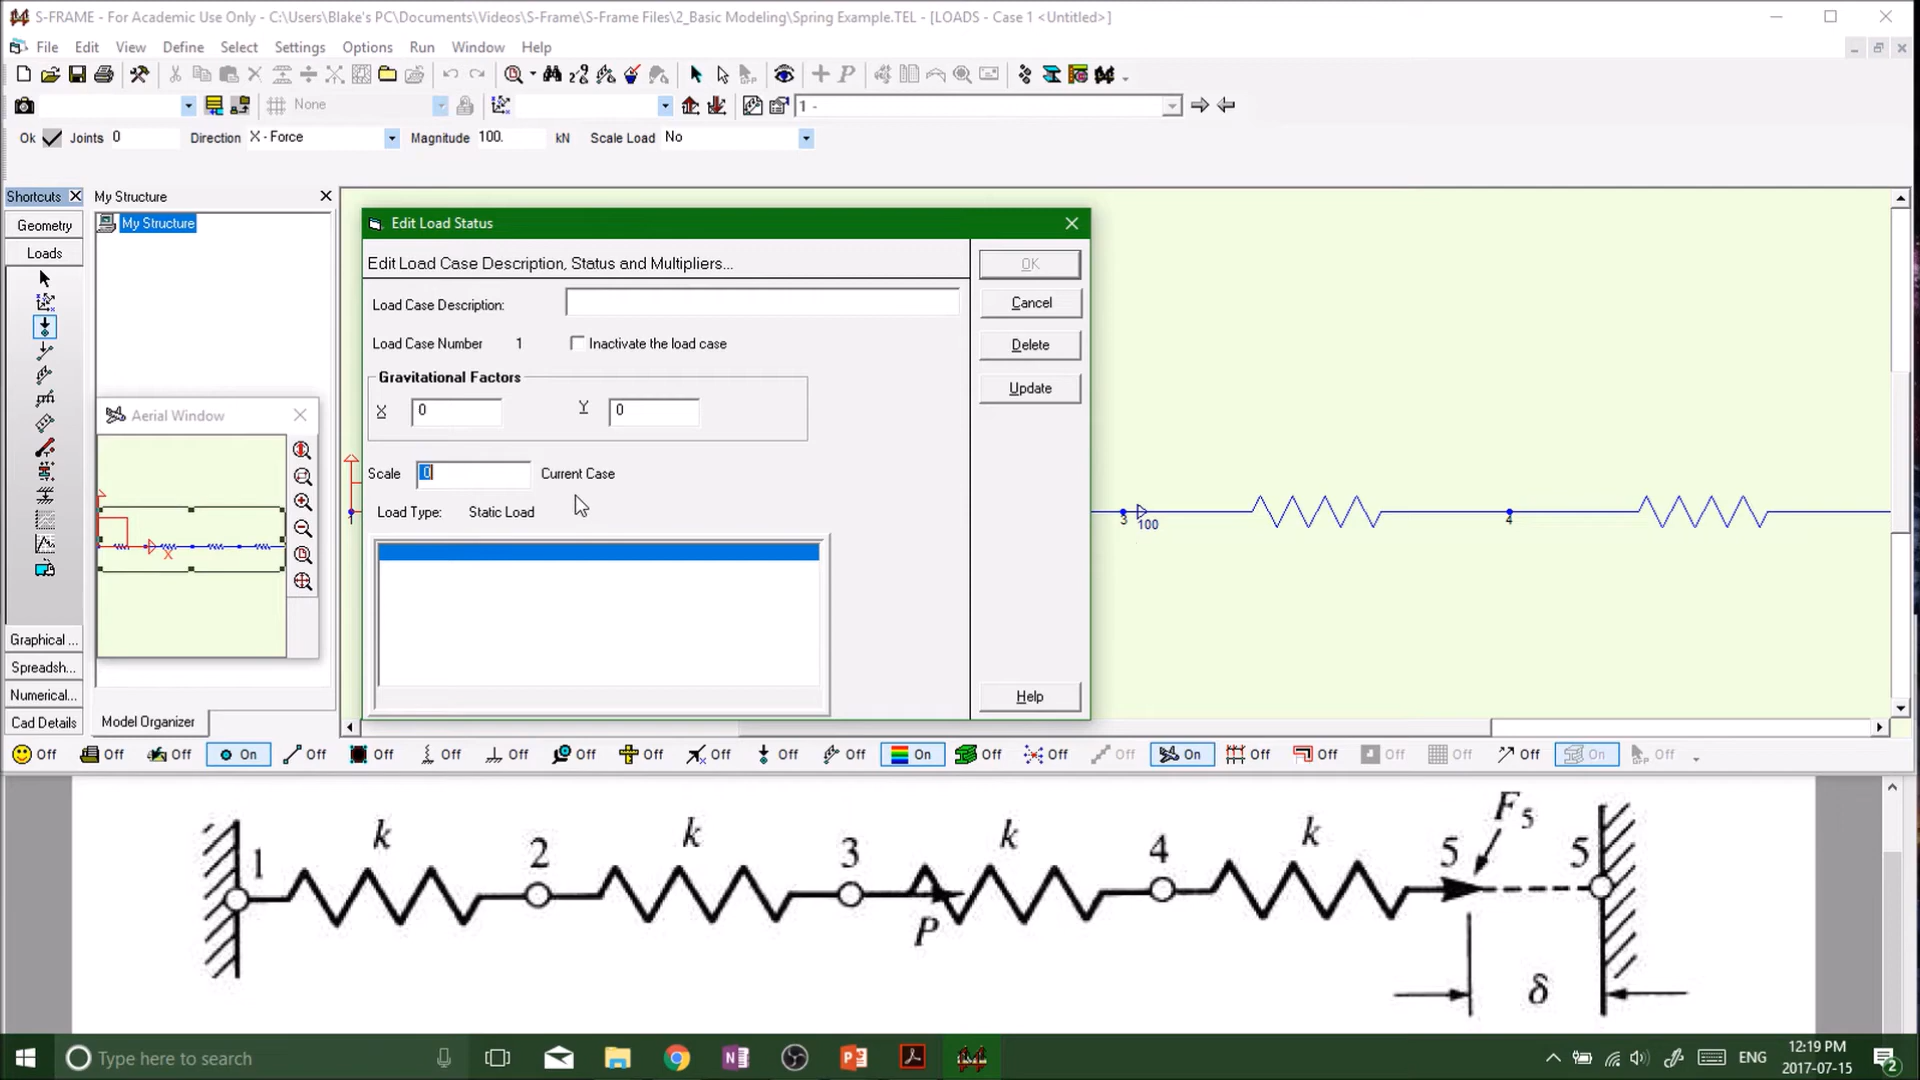 S-FRAME - For Academic Use Only - C:\Users\Blake's PC\Documents\Videos\S-Frame\S-Frame Files\2_Basic Modeling\Spring Example.TEL - [LOADS - Case 1 <Untitled>]
File Edit View Define Select Settings Options Run Window Help
None 1 -
Ok Joints 0 Direction X - Force Magnitude 100. kN Scale Load No
Shortcuts My Structure
Geometry My Structure
Loads
Edit Load Status
Edit Load Case Description, Status and Multipliers...
OK
Load Case Description:
Cancel
Load Case Number 1 Inactivate the load case
Delete
Gravitational Factors
Update
X 0 Y 0
Scale 0 Current Case
Load Type: Static Load
Help
Aerial Window
X
1
3 100 4
Graphical ...
Spreadsh...
Numerical...
Cad Details
Model Organizer
Off Off Off On Off Off Off Off Off Off Off Off Off On Off Off Off On Off Off Off Off Off On Off
k k k k F5
1 2 3 4 5 5
P
δ
Type here to search
ENG
12:19 PM
2017-07-15
2